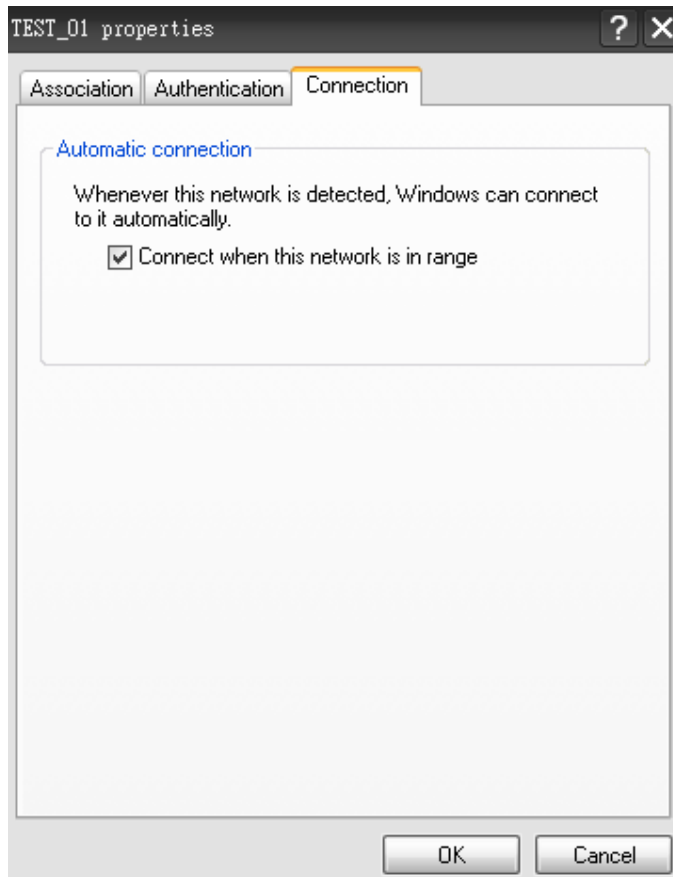 TEST_01 properties
?
Association Authentication Connection
Automatic connection
Whenever this network is detected, Windows can connect
to it automatically.
Connect when this network is in range
OK Cancel